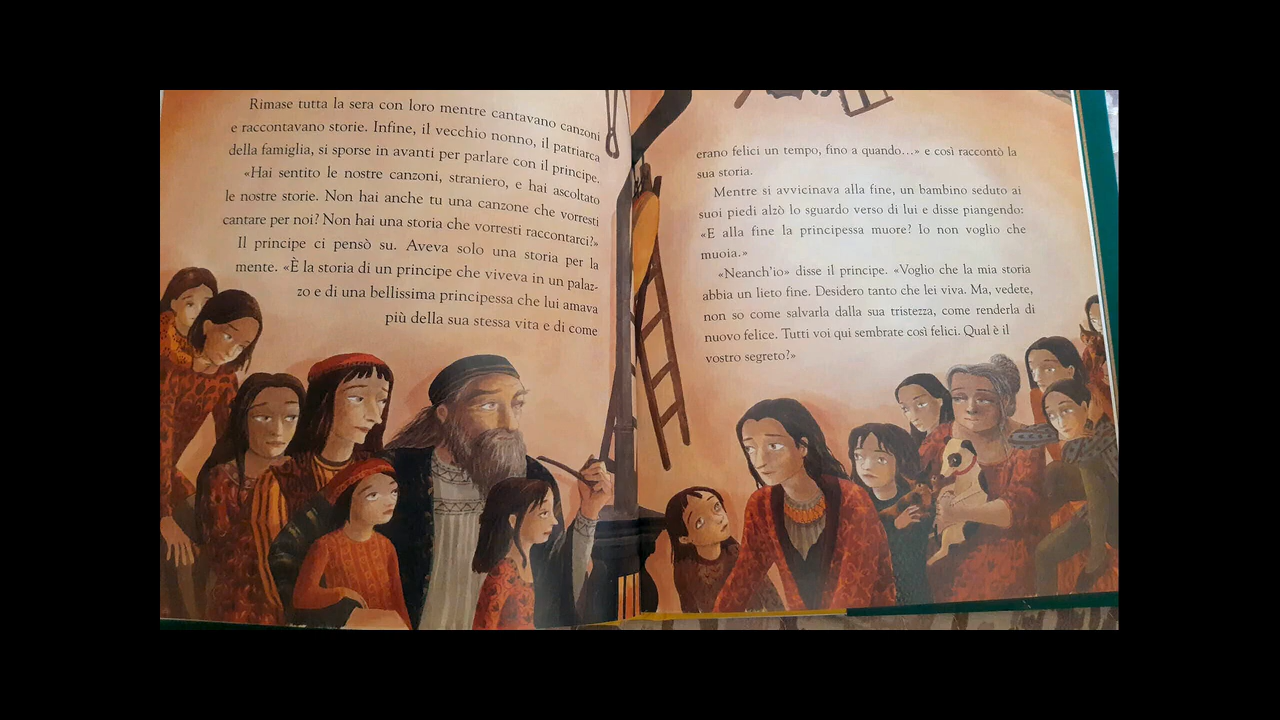 Rimase tutta la sera con loro mentre cantavano canzoni
e raccontavano storie. Infine, il vecchio nonno, il patriarca
della famiglia, si sporse in avanti per parlare con il principe.
«Hai sentito le nostre canzoni, straniero, e hai ascoltato
le nostre storie. Non hai anche tu una canzone che vorresti
cantare per noi? Non hai una storia che vorresti raccontarci?»
Il principe ci pensò su. Aveva solo una storia per la
mente. «È la storia di un principe che viveva in un palaz-
zo e di una bellissima principessa che lui amava
più della sua stessa vita e di come
erano felici un tempo, fino a quando…» e così raccontò la
sua storia.
Mentre si avvicinava alla fine, un bambino seduto ai
suoi piedi alzò lo sguardo verso di lui e disse piangendo:
«E alla fine la principessa muore? Io non voglio che
muoia.»
«Neanch'io» disse il principe. «Voglio che la mia storia
abbia un lieto fine. Desidero tanto che lei viva. Ma, vedete,
non so come salvarla dalla sua tristezza, come renderla di
nuovo felice. Tutti voi qui sembrate così felici. Qual è il
vostro segreto?»